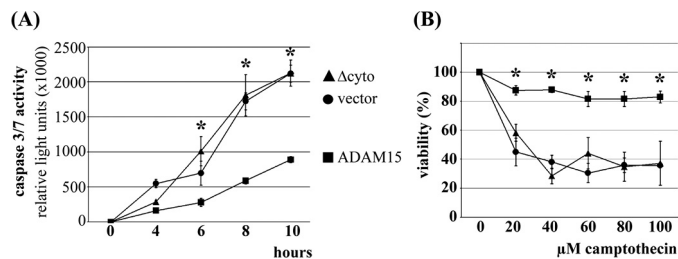 (A)
caspase 3/7 activity
relative light units (x1000)
2500
2000
1500
1000
500
0
* * *
0 4 6 8 10
hours
▲ Δcyto
● vector
■ ADAM15
(B)
viability (%)
120
100
80
60
40
20
0
* * * * *
0 20 40 60 80 100
μM camptothecin